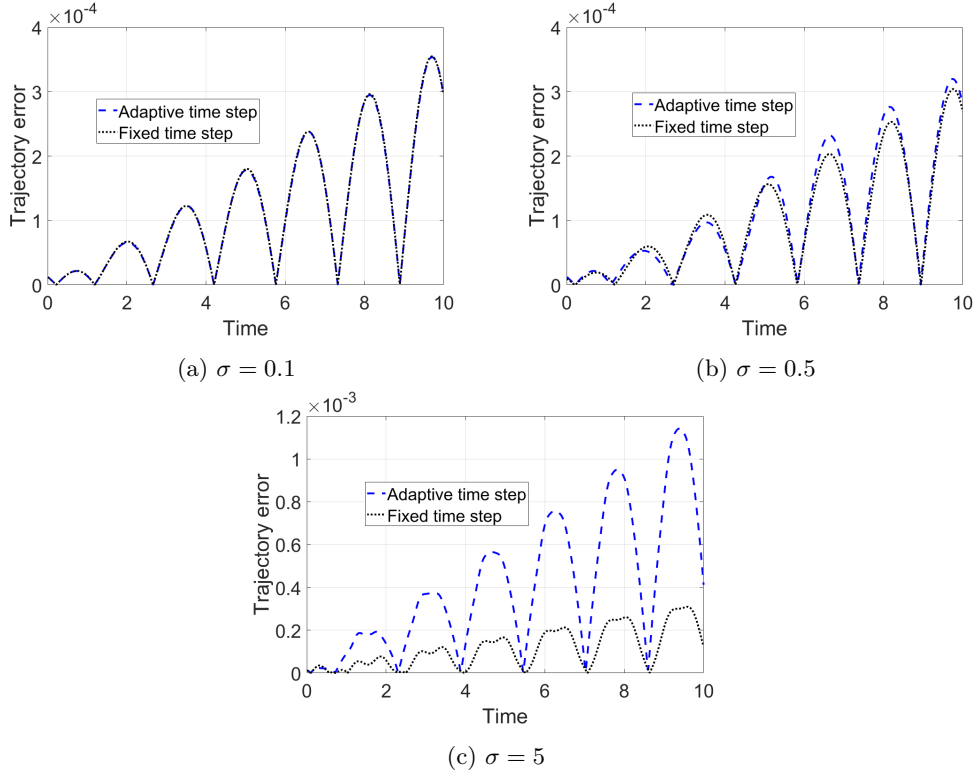 ×10⁻⁴
4
3
2
1
0
Trajectory error
Adaptive time step
Fixed time step
0 2 4 6 8 10
Time
(a) σ = 0.1
×10⁻⁴
4
3
2
1
0
Trajectory error
Adaptive time step
Fixed time step
0 2 4 6 8 10
Time
(b) σ = 0.5
×10⁻³
1.2
1
0.8
0.6
0.4
0.2
0
Trajectory error
Adaptive time step
Fixed time step
0 2 4 6 8 10
Time
(c) σ = 5